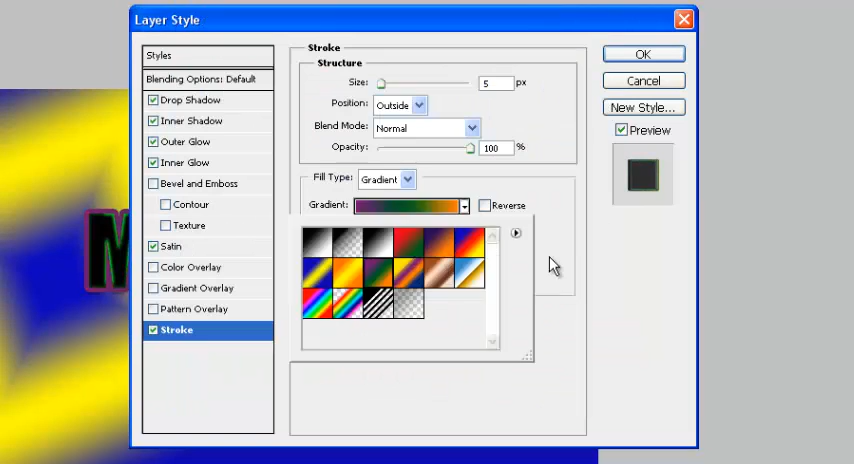 Layer Style
Styles
Blending Options: Default
Drop Shadow
Inner Shadow
Outer Glow
Inner Glow
Bevel and Emboss
Contour
Texture
Satin
Color Overlay
Gradient Overlay
Pattern Overlay
Stroke
Stroke
Structure
Size: 5 px
Position: Outside
Blend Mode: Normal
Opacity: 100 %
Fill Type: Gradient
Gradient: Reverse
OK
Cancel
New Style...
Preview
M